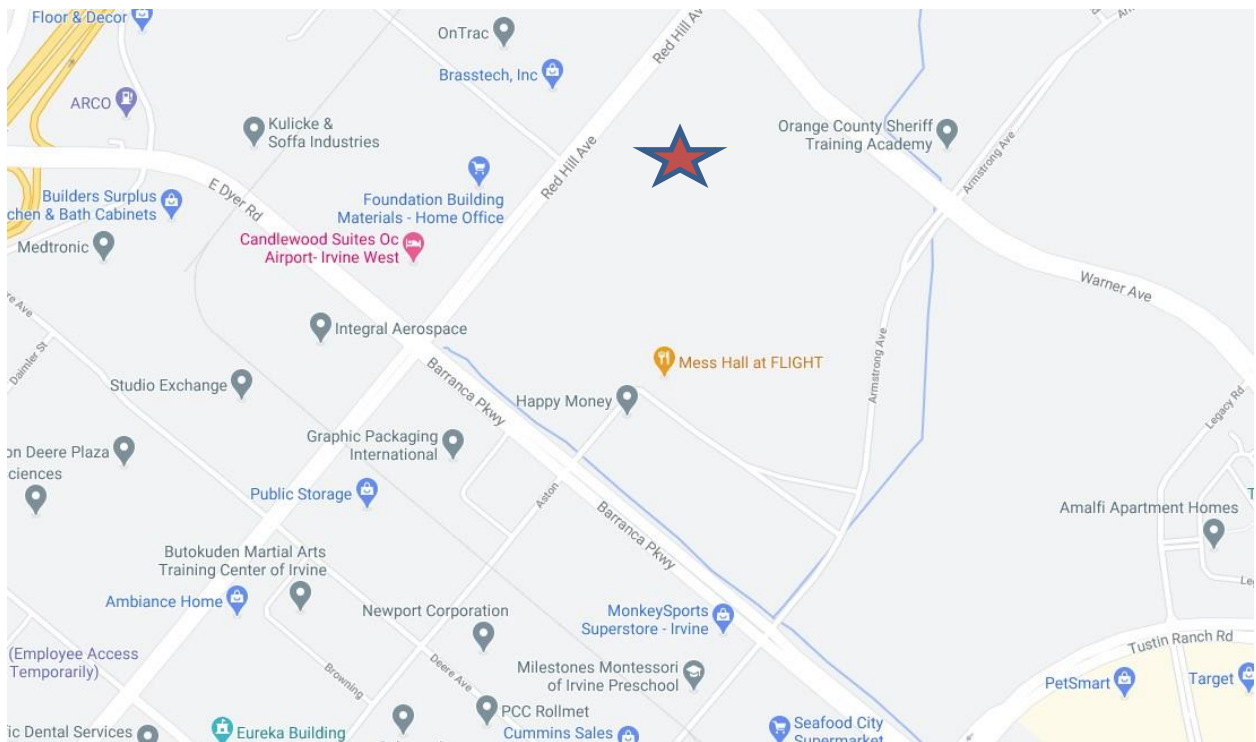 Floor & Decor
OnTrac
Red Hill Ave
Brasstech, Inc
ARCO
Kulicke &
Soffa Industries
Orange County Sheriff
Training Academy
Armstrong Ave
Red Hill Ave
E Dyer Rd
Foundation Building
Materials - Home Office
Builders Surplus
chen & Bath Cabinets
Candlewood Suites Oc
Airport- Irvine West
Medtronic
Warner Ave
re Ave
Integral Aerospace
Daimler St
Mess Hall at FLIGHT
Armstrong Ave
Barranca Pkwy
Studio Exchange
Happy Money
Legacy Rd
Graphic Packaging
International
on Deere Plaza
ciences
Public Storage
Aston
Barranca Pkwy
Amalfi Apartment Homes
Butokuden Martial Arts
Training Center of Irvine
Ambiance Home
Newport Corporation
MonkeySports
Superstore - Irvine
Tustin Ranch Rd
(Employee Access
Temporarily)
Browning
Deere Ave
Milestones Montessori
of Irvine Preschool
PetSmart
Target
PCC Rollmet
ic Dental Services
Eureka Building
Cummins Sales
Seafood City
Supermarket